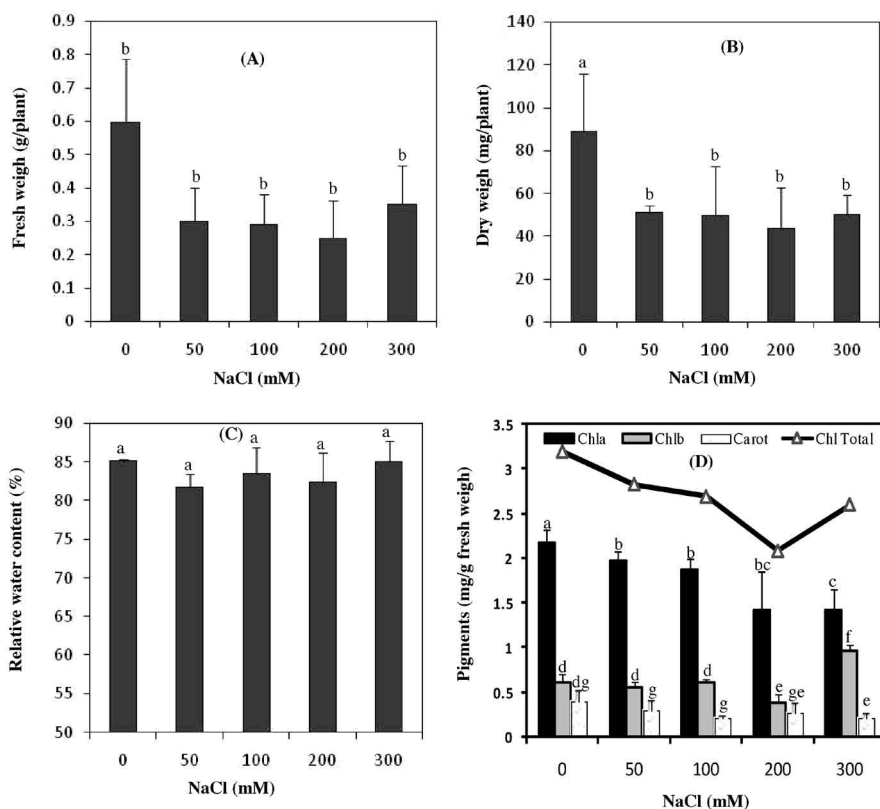 (A)
Fresh weigh (g/plant)
0.9
0.8
0.7
0.6
0.5
0.4
0.3
0.2
0.1
0
b
b
b
b
b
0 50 100 200 300
NaCl (mM)
(B)
Dry weigh (mg/plant)
140
120
100
80
60
40
20
0
a
b
b
b
b
0 50 100 200 300
NaCl (mM)
(C)
Relative water content (%)
90
85
80
75
70
65
60
55
50
a
a
a
a
a
0 50 100 200 300
NaCl (mM)
Chla Chlb Carot Chl Total
(D)
Pigments (mg/g fresh weigh)
3.5
3
2.5
2
1.5
1
0.5
0
a
b
b
bc
c
d
dg
d
g
d
g
e
ge
f
e
0 50 100 200 300
NaCl (mM)